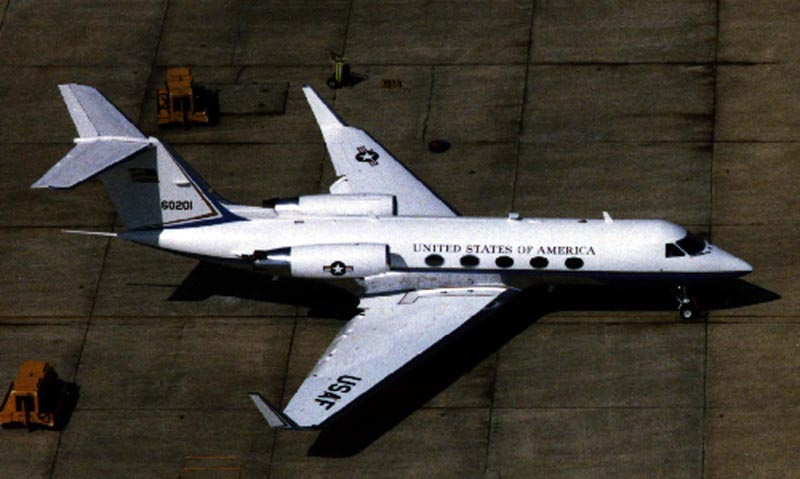 60201
UNITED STATES OF AMERICA
USAF